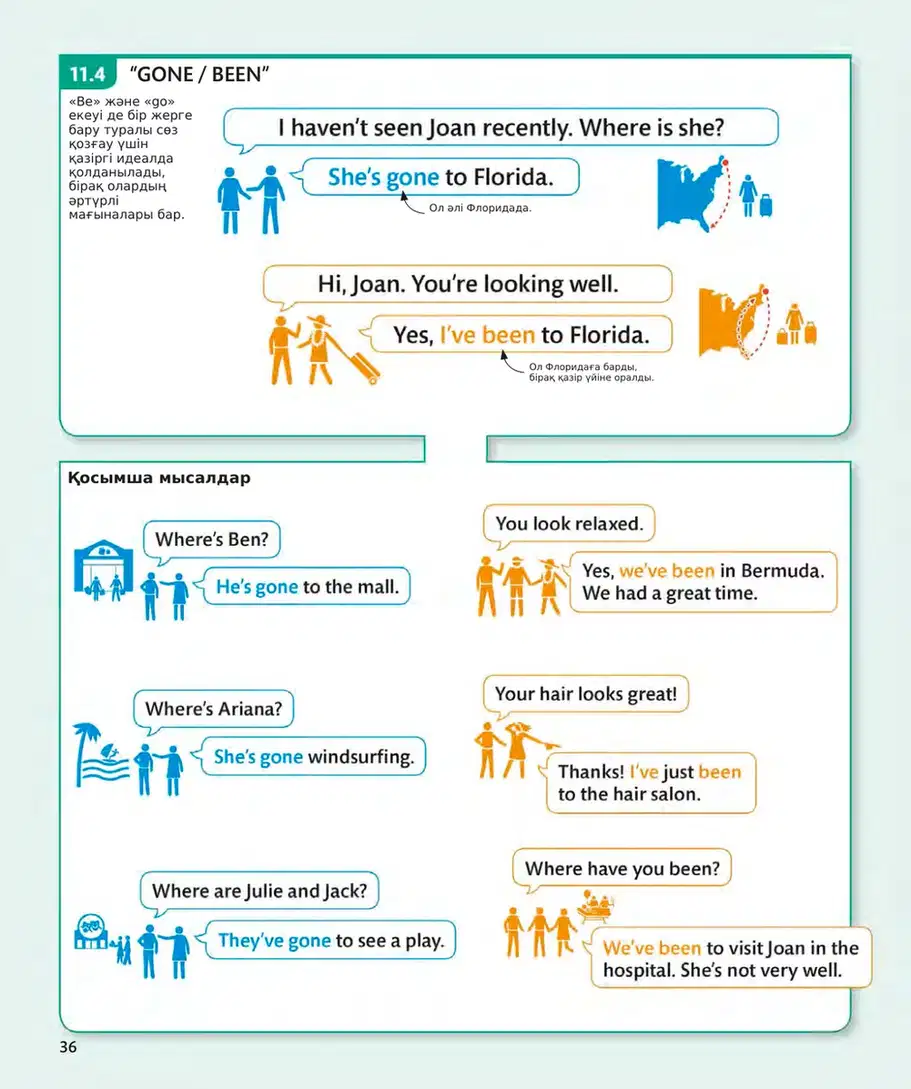 11.4 “GONE / BEEN”
«Be» және «go»
екеуі де бір жерге
бару туралы сөз
қозғау үшін
қазіргі идеалда
қолданылады,
бірақ олардың
әртүрлі
мағыналары бар.
I haven’t seen Joan recently. Where is she?
She’s gone to Florida.
Ол әлі Флоридада.
Hi, Joan. You’re looking well.
Yes, I’ve been to Florida.
Ол Флоридаға барды,
бірақ қазір үйіне оралды.
Қосымша мысалдар
Where’s Ben?
He’s gone to the mall.
You look relaxed.
Yes, we’ve been in Bermuda.
We had a great time.
Where’s Ariana?
She’s gone windsurfing.
Your hair looks great!
Thanks! I’ve just been
to the hair salon.
Where are Julie and Jack?
They’ve gone to see a play.
Where have you been?
We’ve been to visit Joan in the
hospital. She’s not very well.
36